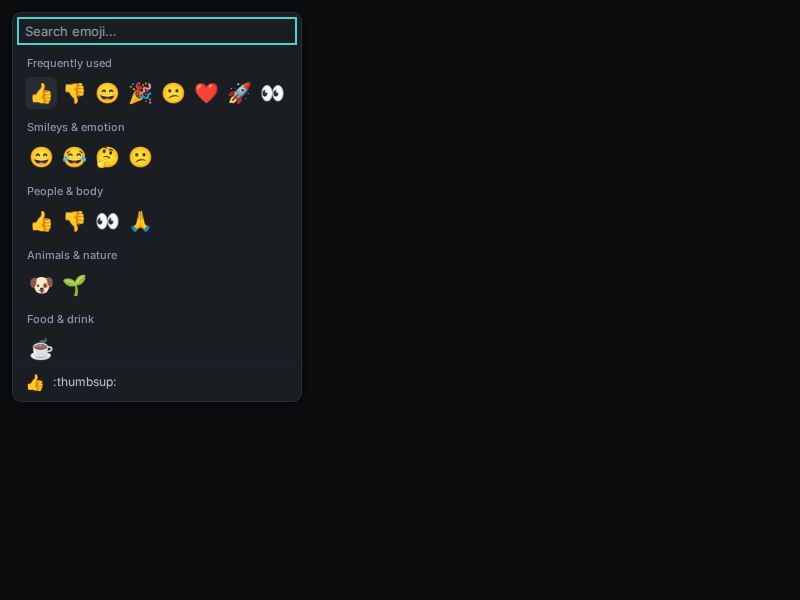 Search emoji...
Frequently used
👍 👎 😄 🎉 😕 ❤️ 🚀 👀
Smileys & emotion
😄 😂 🤔 😕
People & body
👍 👎 👀 🙏
Animals & nature
🐶 🌱
Food & drink
☕
👍 :thumbsup: